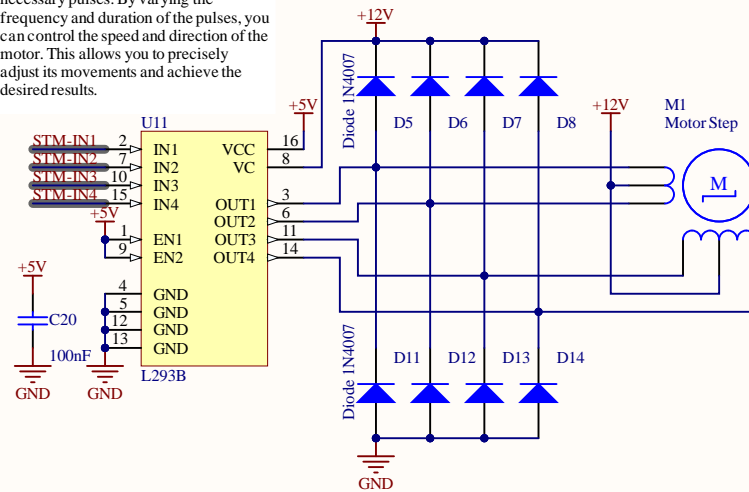 necessary pulses. By varying the
frequency and duration of the pulses, you
can control the speed and direction of the
motor. This allows you to precisely
adjust its movements and achieve the
desired results.
+12V
Diode 1N4007
D5
D6
D7
D8
+12V
M1
Motor Step
M
U11
+5V
STM-IN1
2
IN1
VCC
16
STM-IN2
7
IN2
VC
8
STM-IN3
10
IN3
STM-IN4
15
IN4
OUT1
3
OUT2
6
+5V
1
EN1
OUT3
11
9
EN2
OUT4
14
+5V
4
GND
5
GND
12
GND
13
GND
C20
100nF
L293B
GND
GND
Diode 1N4007
D11
D12
D13
D14
GND